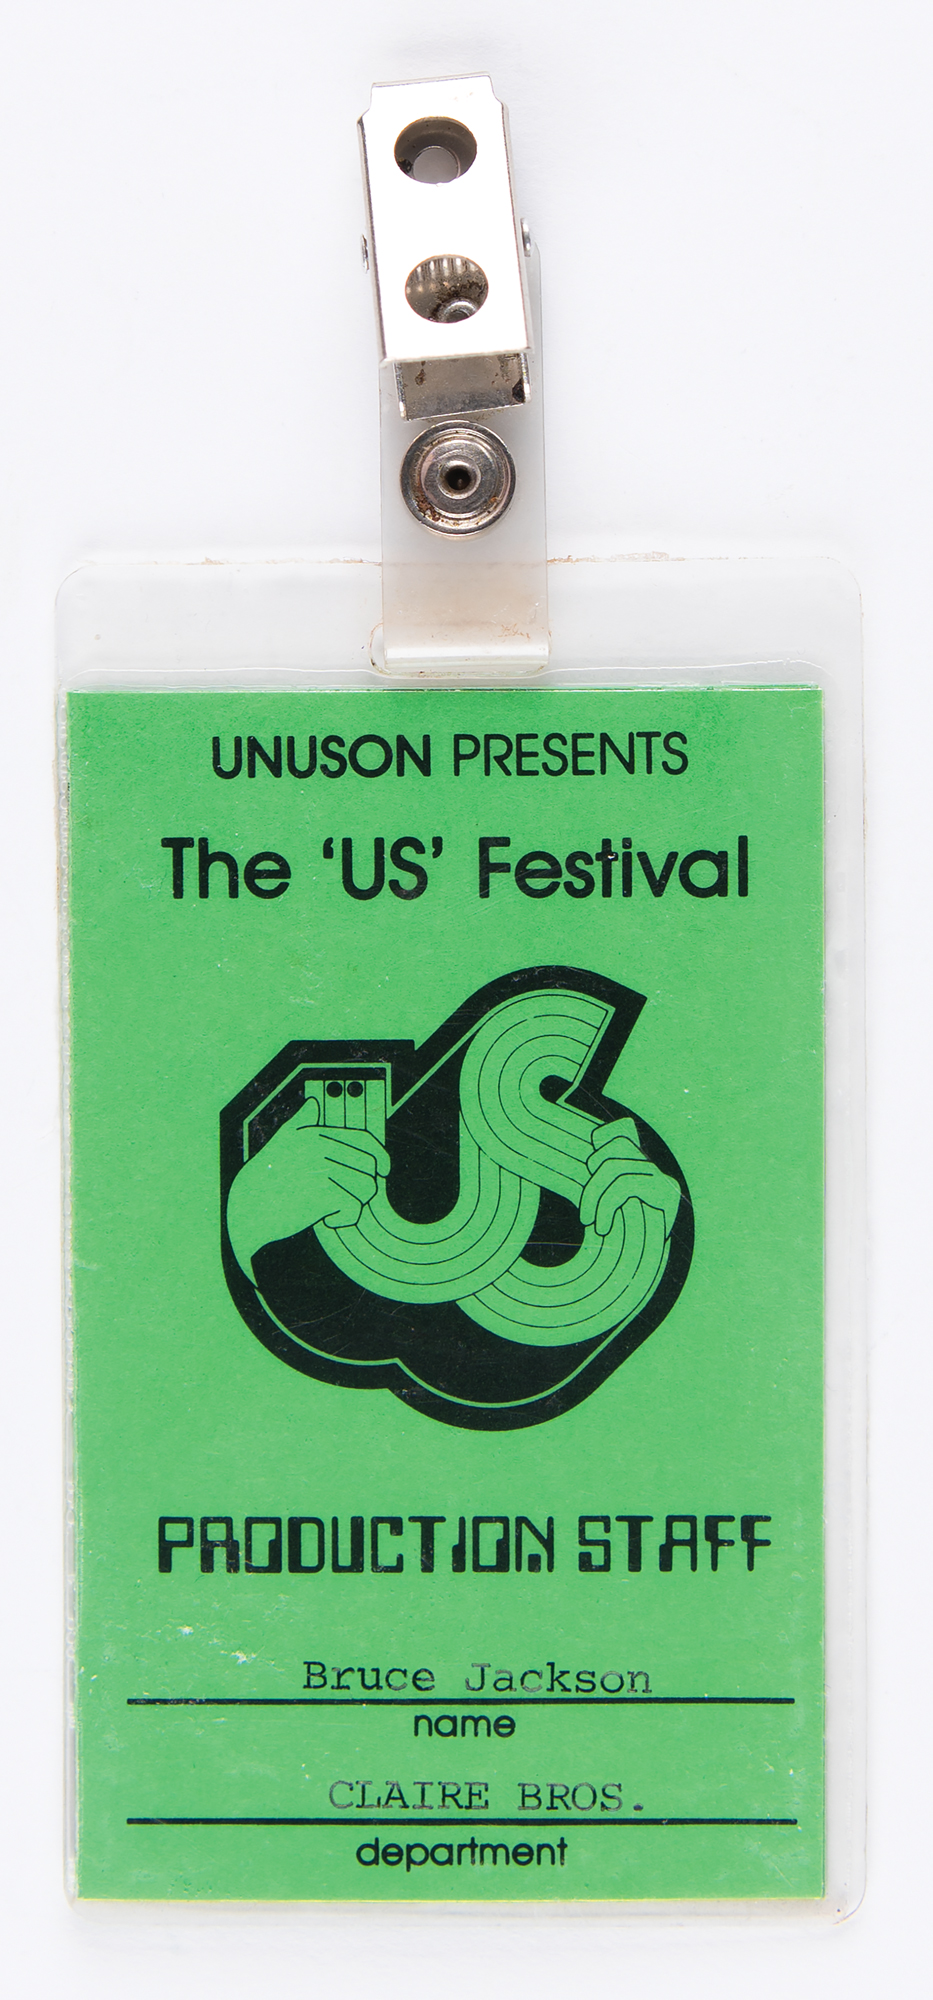 UNUSON PRESENTS
The ‘US’ Festival
US
PRODUCTION STAFF
Bruce Jackson
name
CLAIRE BROS.
department